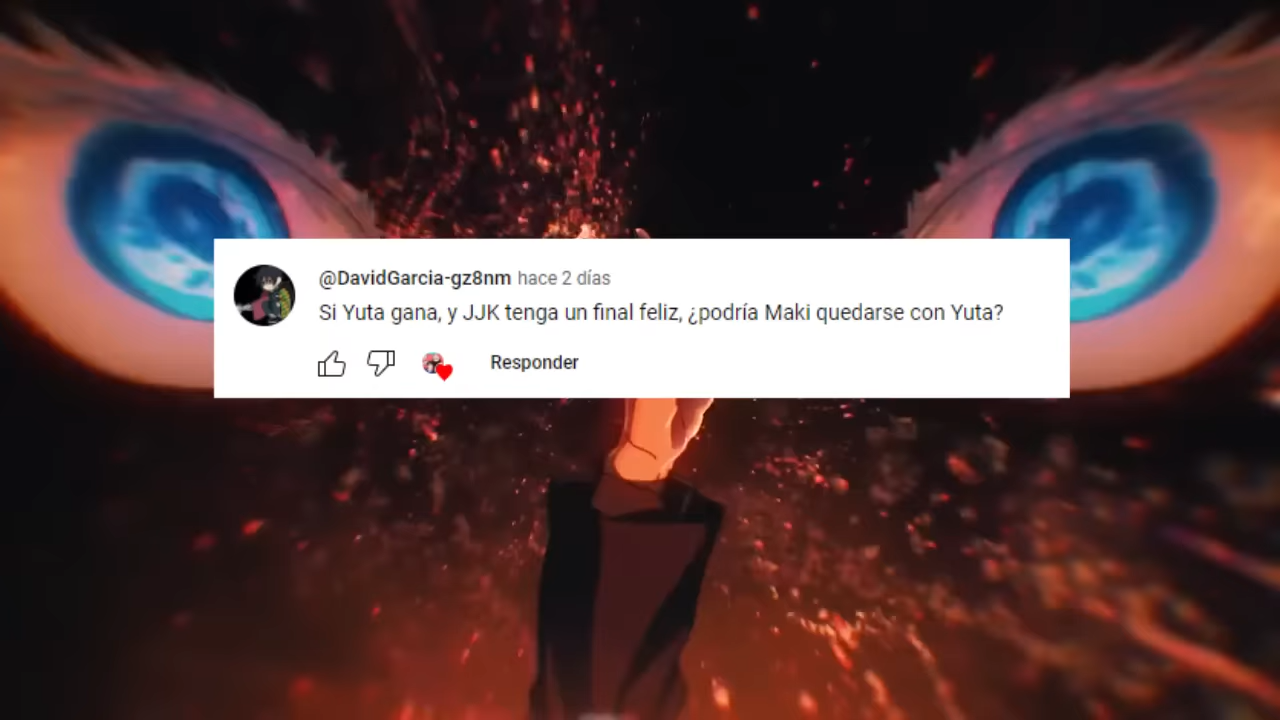 @DavidGarcia-gz8nm hace 2 días
Si Yuta gana, y JJK tenga un final feliz, ¿podría Maki quedarse con Yuta?
Responder